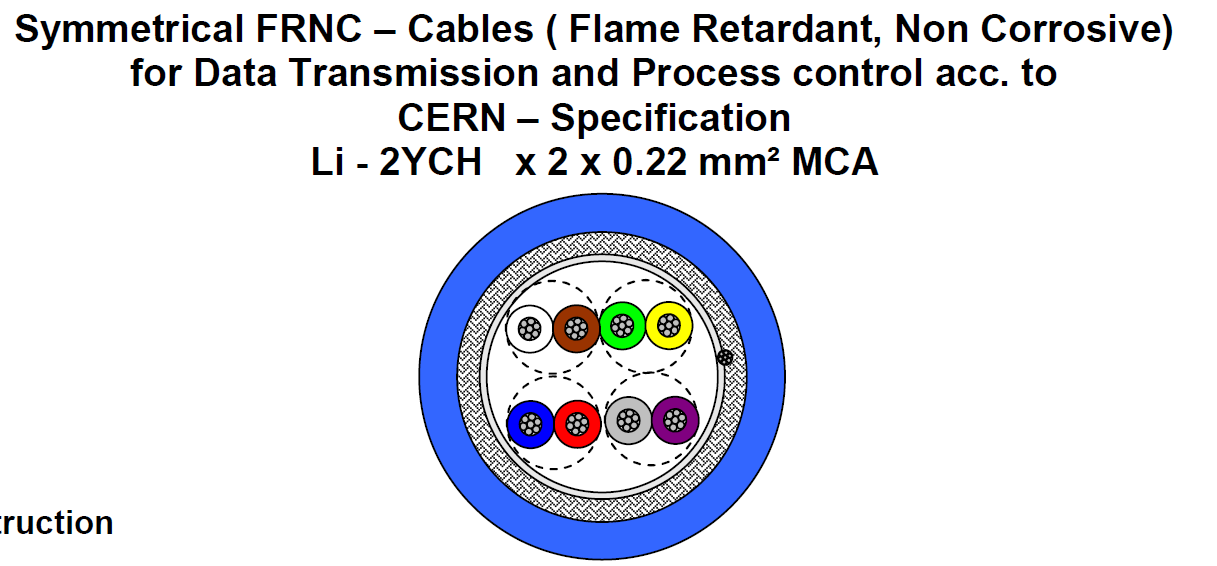 Symmetrical FRNC – Cables ( Flame Retardant, Non Corrosive)
for Data Transmission and Process control acc. to
CERN – Specification
Li - 2YCH   x 2 x 0.22 mm² MCA
ruction